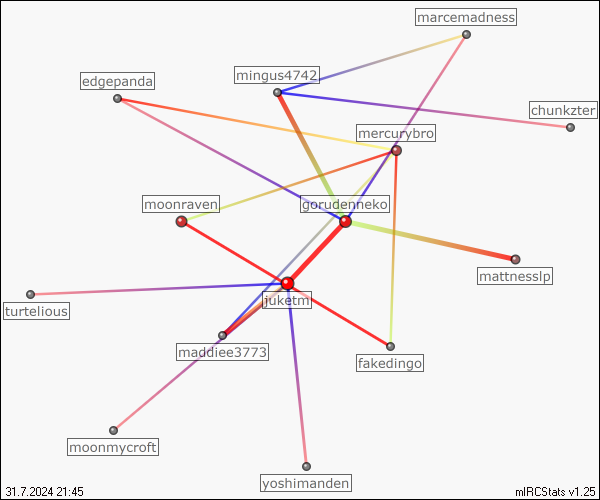 marcemadness
mingus4742
edgepanda
chunkzter
mercurybro
moonraven
gorudenneko
mattnesslp
juketm
turtelious
maddiee3773
fakedingo
moonmycroft
yoshimanden
31.7.2024 21:45
mIRCStats v1.25